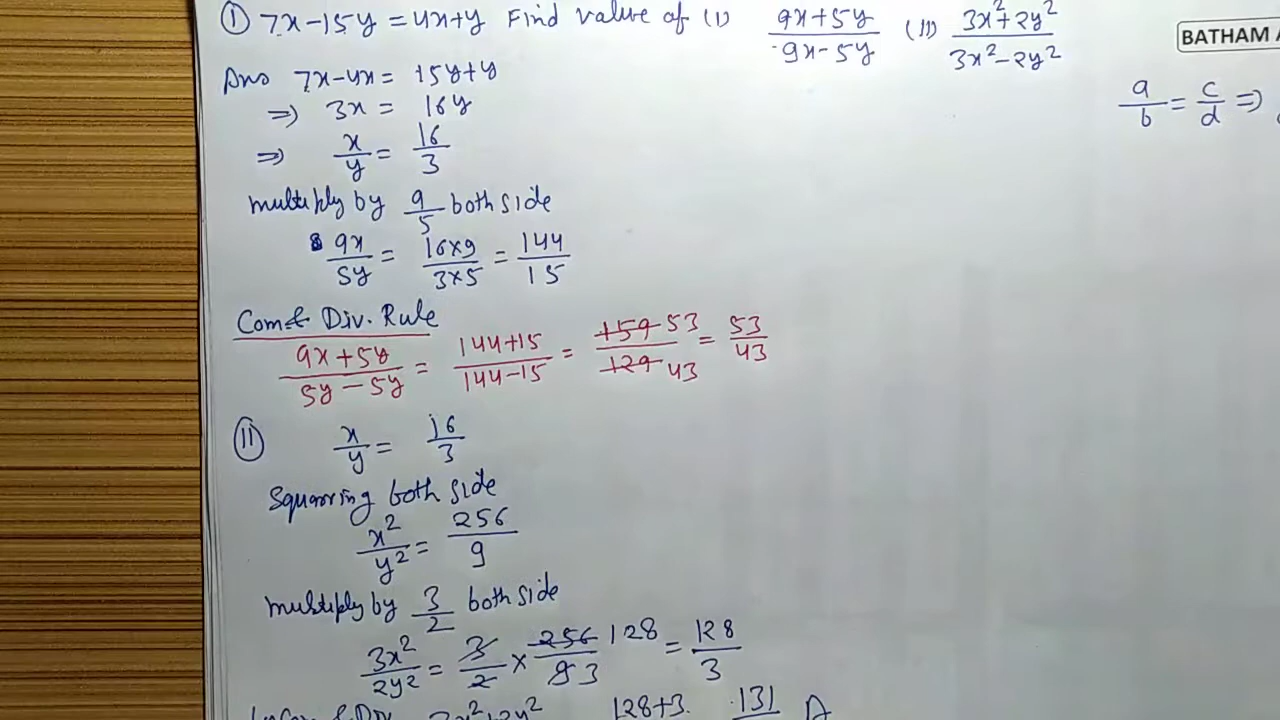 ① 7x-15y = 4x+y Find value of (I) 9x+5y/9x-5y (II) 3x²+2y²/3x²-2y²
BATHAM A
Ans 7x-4x = 15y+y
a/b = c/d ⇒
⇒ 3x = 16y
⇒ x/y = 16/3
multiply by 9/5 both side
9x/5y = 16×9/3×5 = 144/15
Com & Div. Rule
9x+5y/5y-5y = 144+15/144-15 = 159 53/129 43 = 53/43
(II) x/y = 16/3
Squarring both side
x²/y² = 256/9
multiply by 3/2 both side
3x²/2y² = 3/2 × 256 128/9 3 = 128/3
3x²+2y² 128+3 131